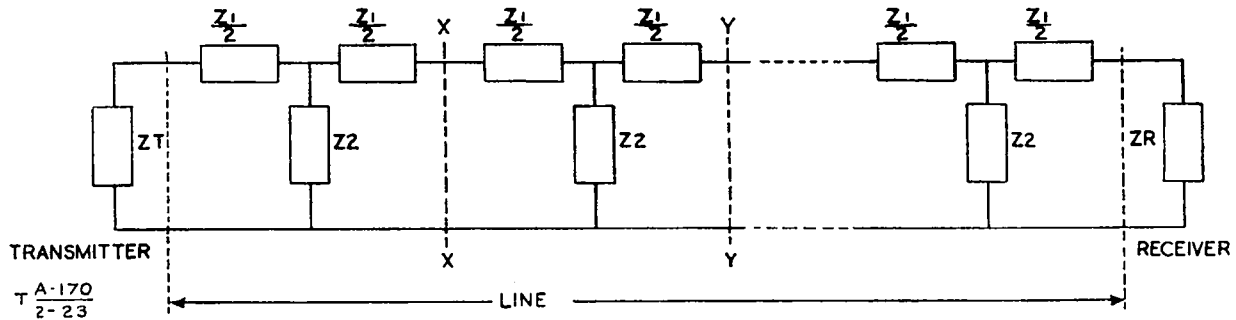 Z1/2 Z1/2 X Z1/2 Z1/2 Y Z1/2 Z1/2
ZT Z2 Z2 Z2 ZR
TRANSMITTER X Y RECEIVER
LINE
T A·170/2-23